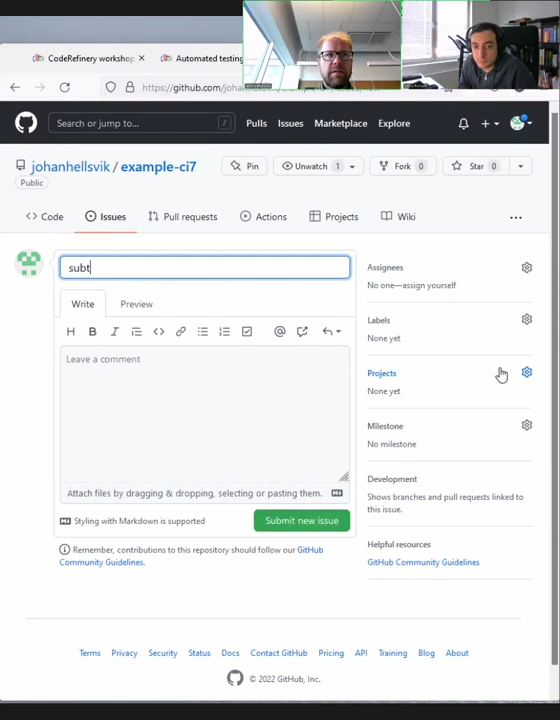 CodeRefinery workshop
Automated testing
https://github.com/joha
Search or jump to...
/
Pulls
Issues
Marketplace
Explore
johanhellsvik / example-ci7
Public
Pin
Unwatch 1
Fork 0
Star 0
Code
Issues
Pull requests
Actions
Projects
Wiki
subt
Write
Preview
Leave a comment
Attach files by dragging & dropping, selecting or pasting them.
Styling with Markdown is supported
Submit new issue
Remember, contributions to this repository should follow our GitHub
Community Guidelines.
Assignees
No one—assign yourself
Labels
None yet
Projects
None yet
Milestone
No milestone
Development
Shows branches and pull requests linked to
this issue.
Helpful resources
GitHub Community Guidelines
Terms
Privacy
Security
Status
Docs
Contact GitHub
Pricing
API
Training
Blog
About
© 2022 GitHub, Inc.